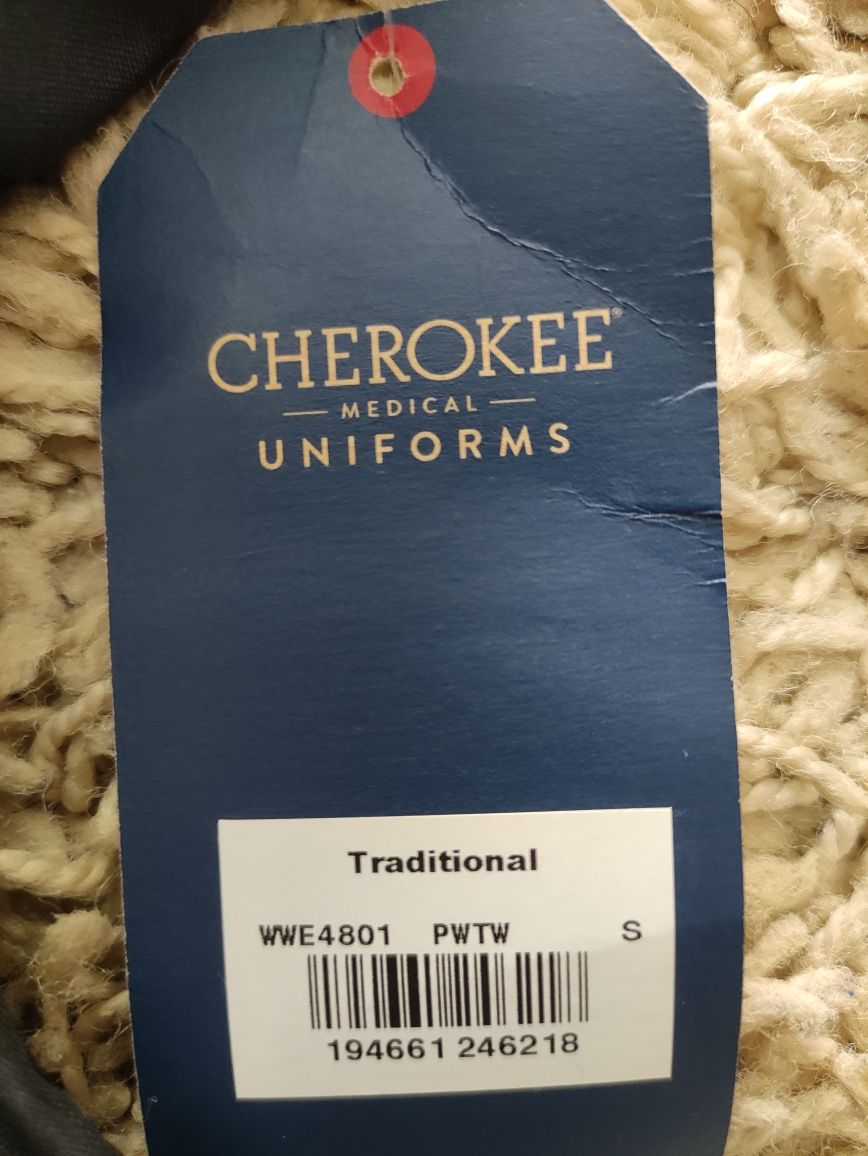 CHEROKEE®
MEDICAL
UNIFORMS
Traditional
WWE4801 PWTW S
194661 246218